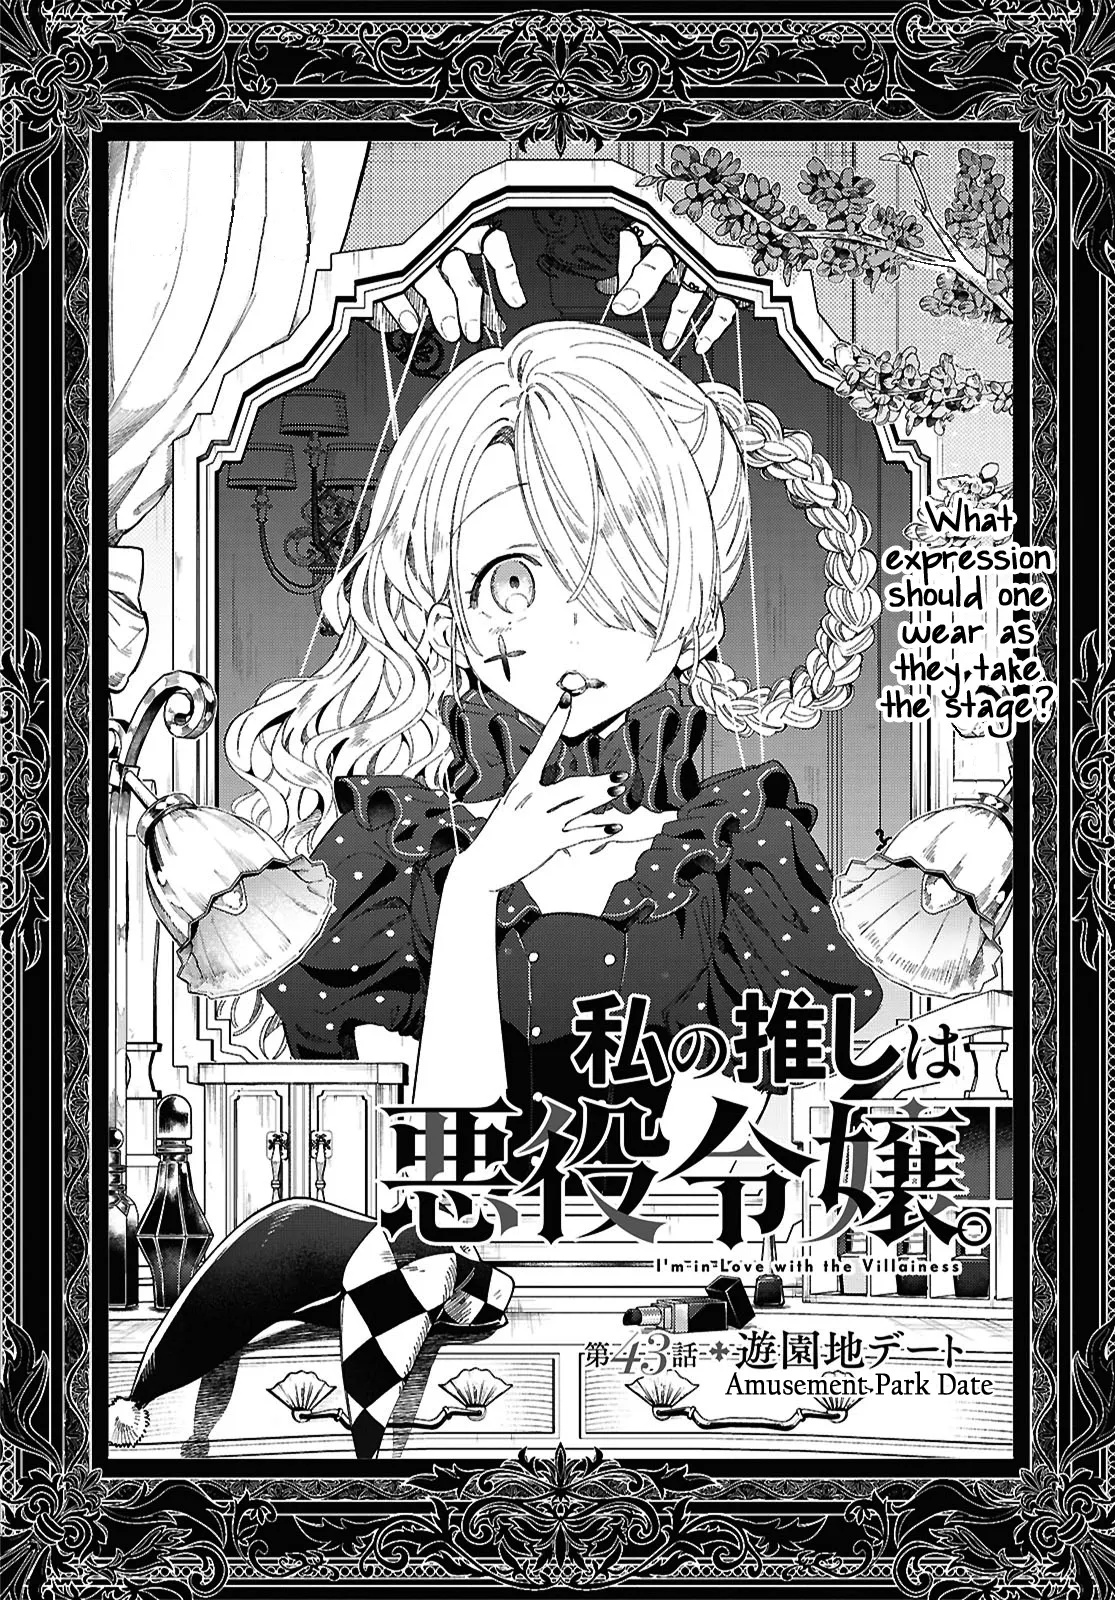 What
expression
should one
wear as
they take
the stage?
私の推しは
悪役令嬢。
I'm in Love with the Villainess
第43話 遊園地デート
Amusement Park Date